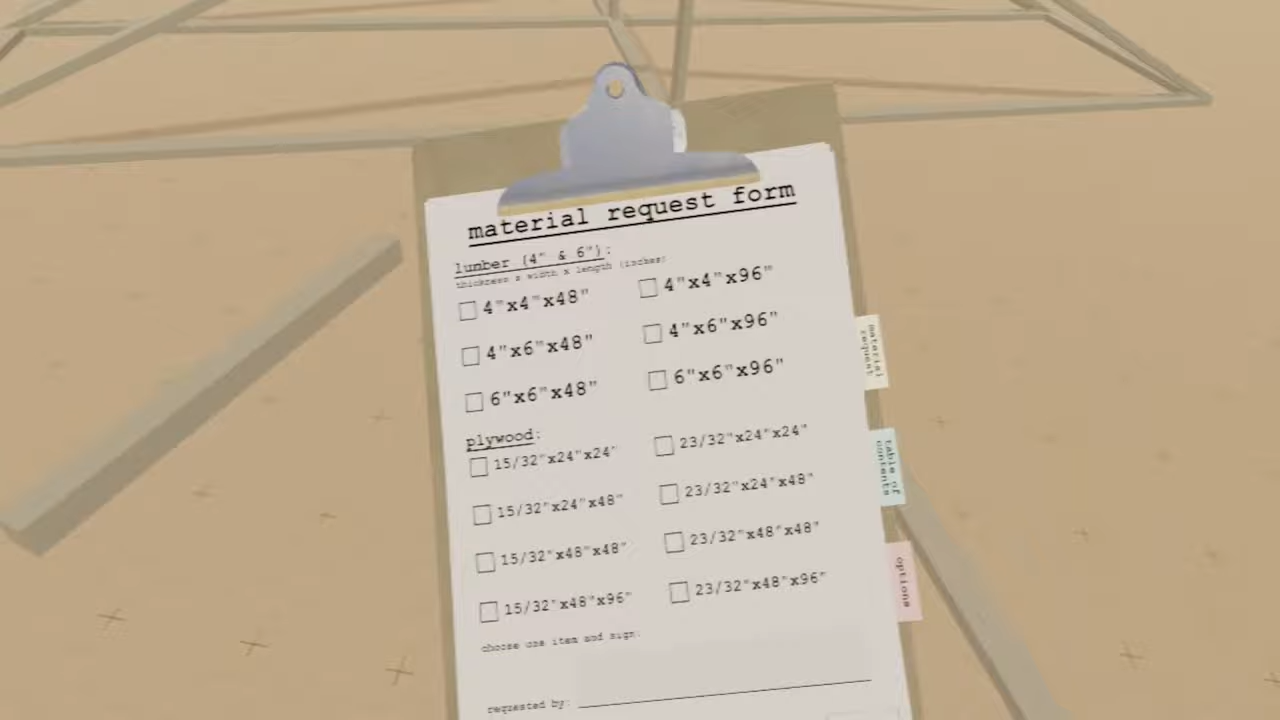 material request form
lumber (4" & 6"):
thickness x width x length (inches)
4"x4"x48"
4"x4"x96"
4"x6"x48"
4"x6"x96"
6"x6"x48"
6"x6"x96"
plywood:
15/32"x24"x24"
23/32"x24"x24"
15/32"x24"x48"
23/32"x24"x48"
15/32"x48"x48"
23/32"x48"x48"
15/32"x48"x96"
23/32"x48"x96"
choose one item and sign:
requested by:
material
request
table of
contents
options